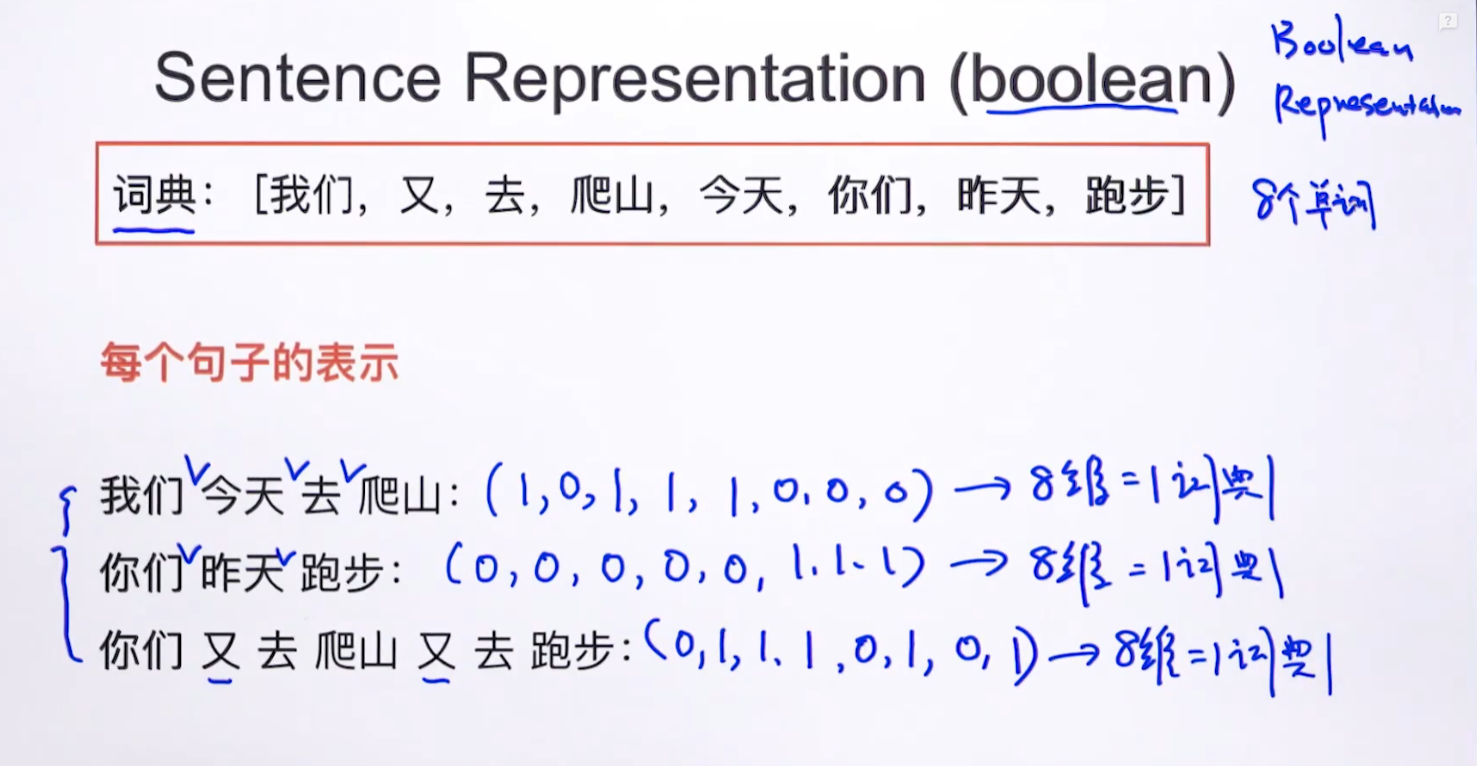 Sentence Representation (boolean)
Boolean
Representation
词典: [我们, 又, 去, 爬山, 今天, 你们, 昨天, 跑步]
8个单词
每个句子的表示
我们 今天 去 爬山: (1,0,1,1,1,0,0,0) → 8维=|词典|
你们 昨天 跑步: (0,0,0,0,0,1,1,1) → 8维=|词典|
你们 又 去 爬山 又 去 跑步: (0,1,1,1,0,1,0,1) → 8维=|词典|